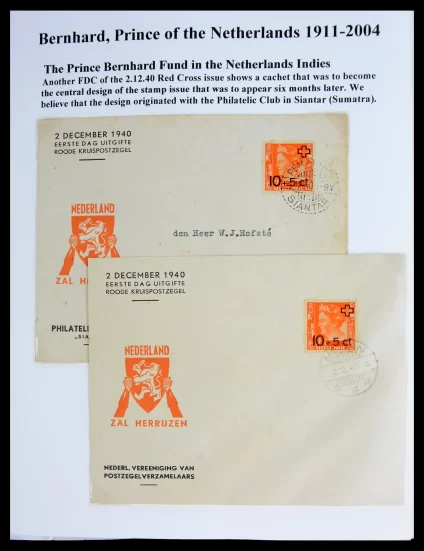 Bernhard, Prince of the Netherlands 1911-2004
The Prince Bernhard Fund in the Netherlands Indies
Another FDC of the 2.12.40 Red Cross issue shows a cachet that was to become
the central design of the stamp issue that was to appear six months later. We
believe that the design originated with the Philatelic Club in Siantar (Sumatra).
2 DECEMBER 1940
EERSTE DAG UITGIFTE
ROODE KRUISPOSTZEGEL
10+5 ct
SIANTAR
NEDERLAND
den Heer W.J.Hofsté
ZAL HE
PHILATELI
„SIA
2 DECEMBER 1940
EERSTE DAG UITGIFTE
ROODE KRUISPOSTZEGEL
10+5 ct
NEDERLAND
ZAL HERRIJZEN
NEDERL. VEREENIGING VAN
POSTZEGELVERZAMELAARS